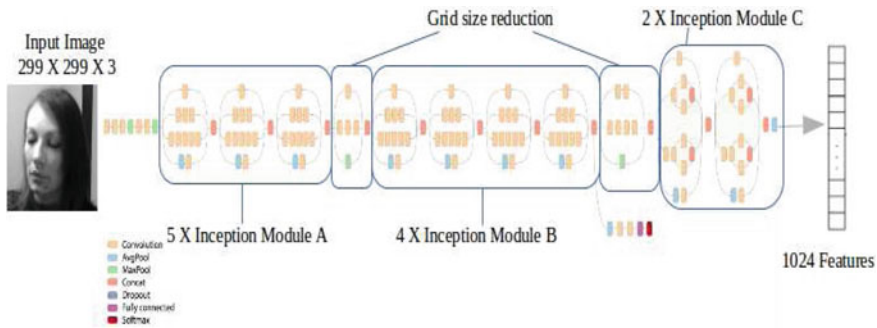 Grid size reduction
2 X Inception Module C
Input Image
299 X 299 X 3
5 X Inception Module A
4 X Inception Module B
1024 Features
Convolution
AvgPool
MaxPool
Concat
Dropout
Fully connected
Softmax